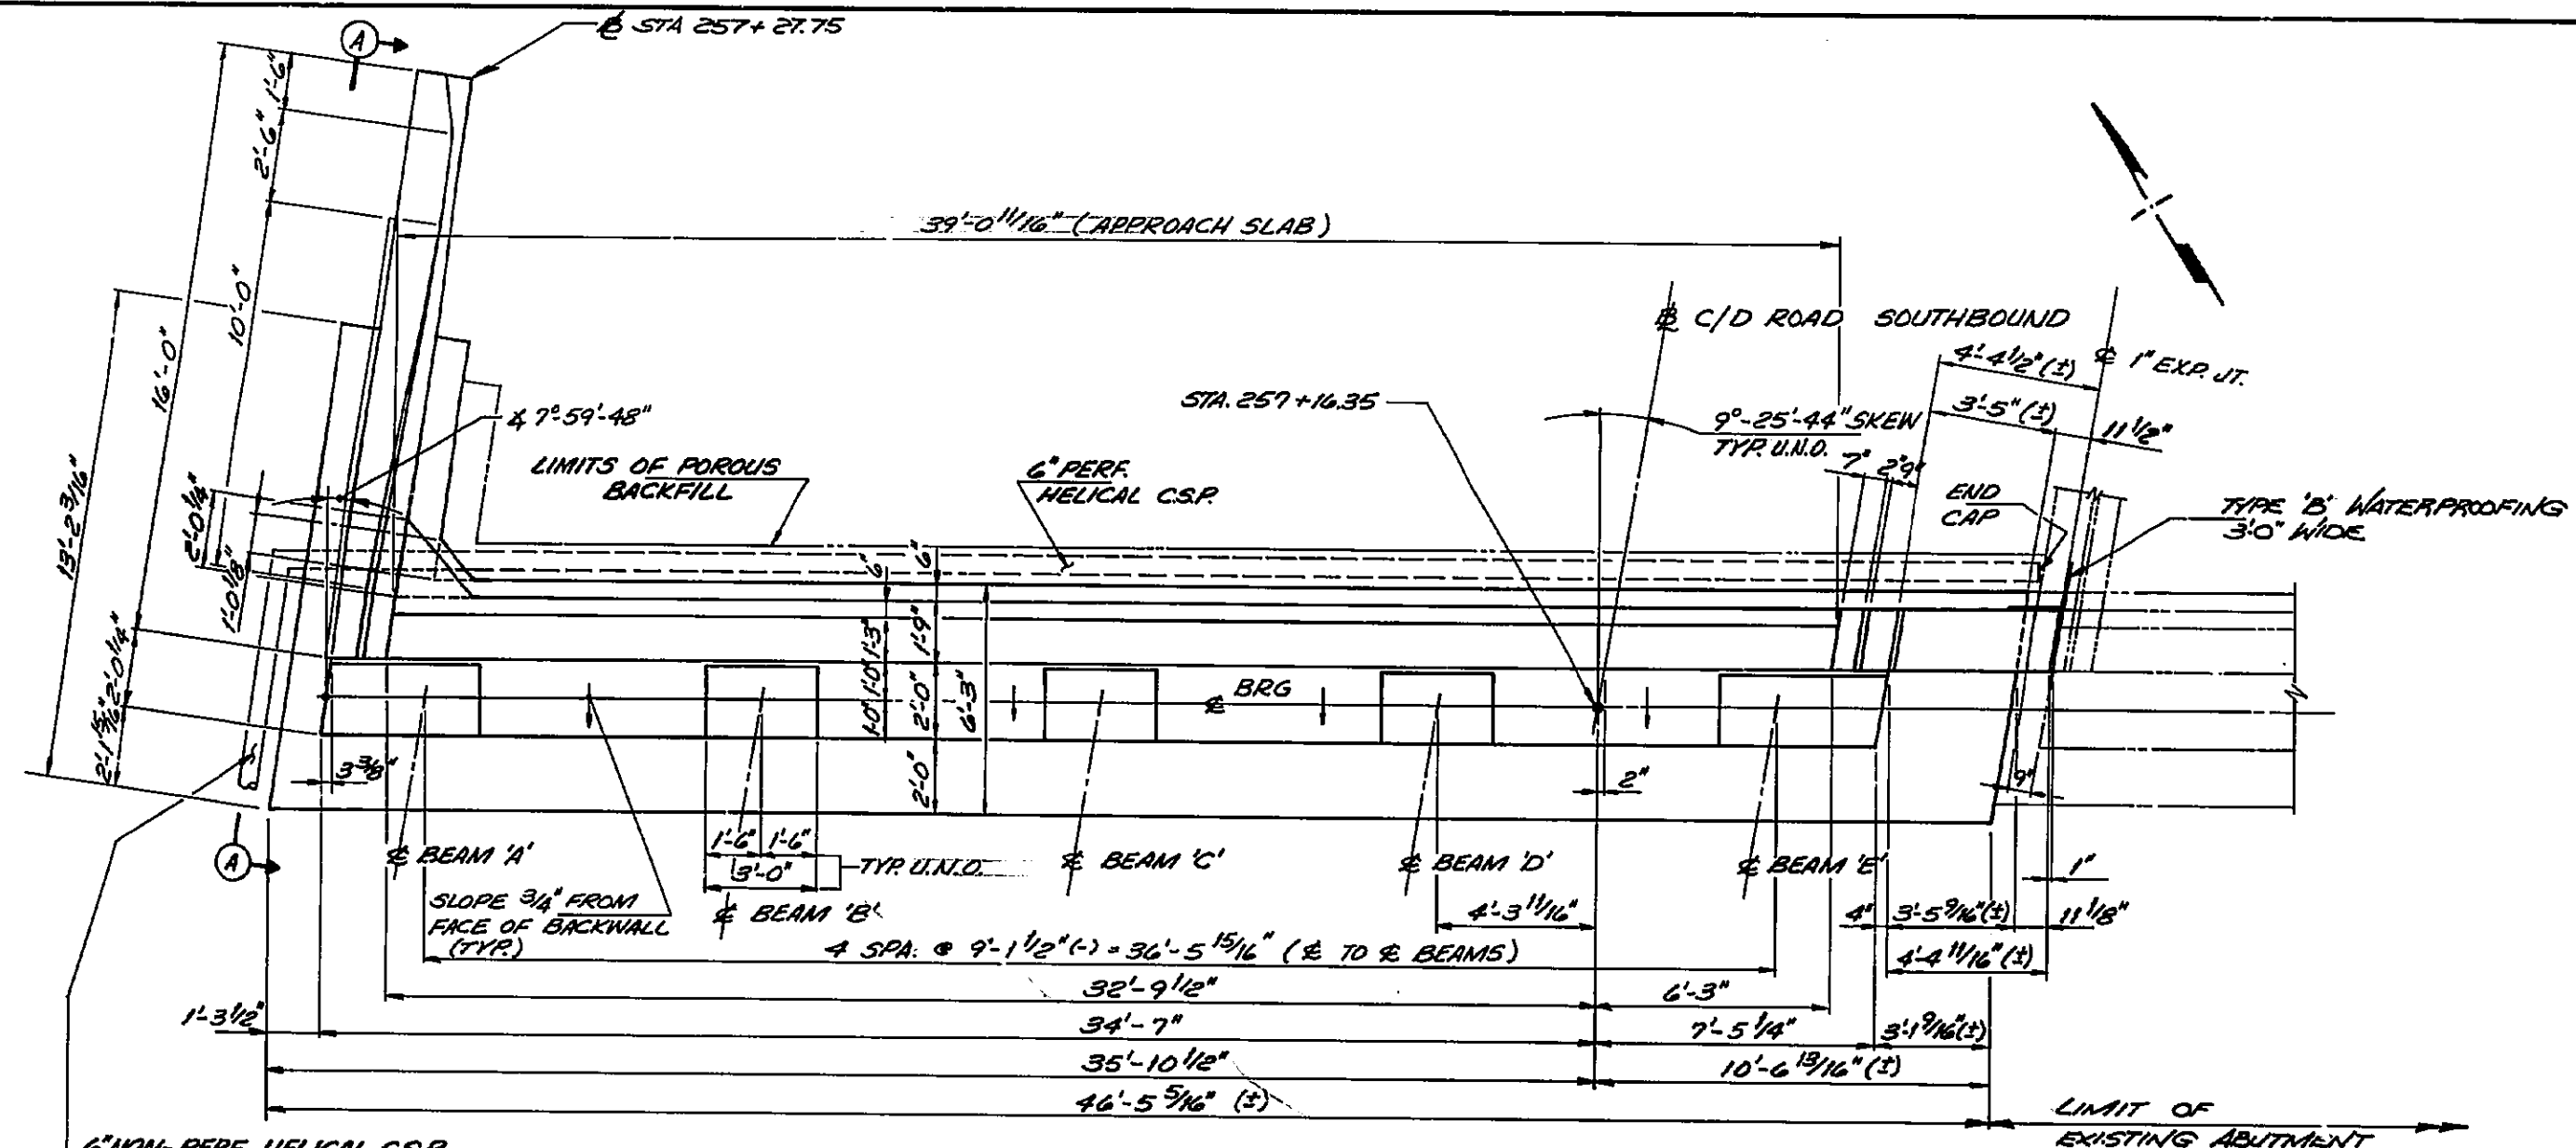 A
℄ STA 257+27.75
1'-6"
2'-6"
10'-0"
16'-0"
13'-2 3/16"
39'-0 11/16" (APPROACH SLAB)
∡ 7°-59'-48"
LIMITS OF POROUS
BACKFILL
6" PERF.
HELICAL C.S.P.
STA. 257+16.35
℄ C/D ROAD SOUTHBOUND
9°-25'-44" SKEW
TYP. U.N.O.
4'-4 1/2" (±)
℄ 1" EXP. JT.
3'-5" (±)
11 1/2"
7"
2"
9"
END
CAP
TYPE 'B' WATERPROOFING
3'-0" WIDE
2'-0 1/4"
1'-0 1/8"
2'-0 1/4"
2'-1 15/16"
6"
6"
1'-3"
1'-9"
1'-0"
1'-0"
2'-0"
6'-3"
2'-0"
℄ BRG
3 3/8"
2"
9"
A
℄ BEAM 'A'
1'-6"
1'-6"
3'-0"
TYP. U.N.O.
℄ BEAM 'B'
℄ BEAM 'C'
℄ BEAM 'D'
℄ BEAM 'E'
1"
SLOPE 3/4" FROM
FACE OF BACKWALL
(TYP.)
4'-3 11/16"
4"
3'-5 9/16" (±)
11 1/8"
4 SPA. @ 9'-1 1/2" (-) = 36'-5 15/16" (℄ TO ℄ BEAMS)
4'-4 11/16" (±)
32'-9 1/2"
6'-3"
1'-3 1/2"
34'-7"
7'-5 1/4"
3'-1 9/16" (±)
35'-10 1/2"
10'-6 13/16" (±)
46'-5 5/16" (±)
LIMIT OF
EXISTING ABUTMENT
6" NON-PERF. HELICAL C.S.P.